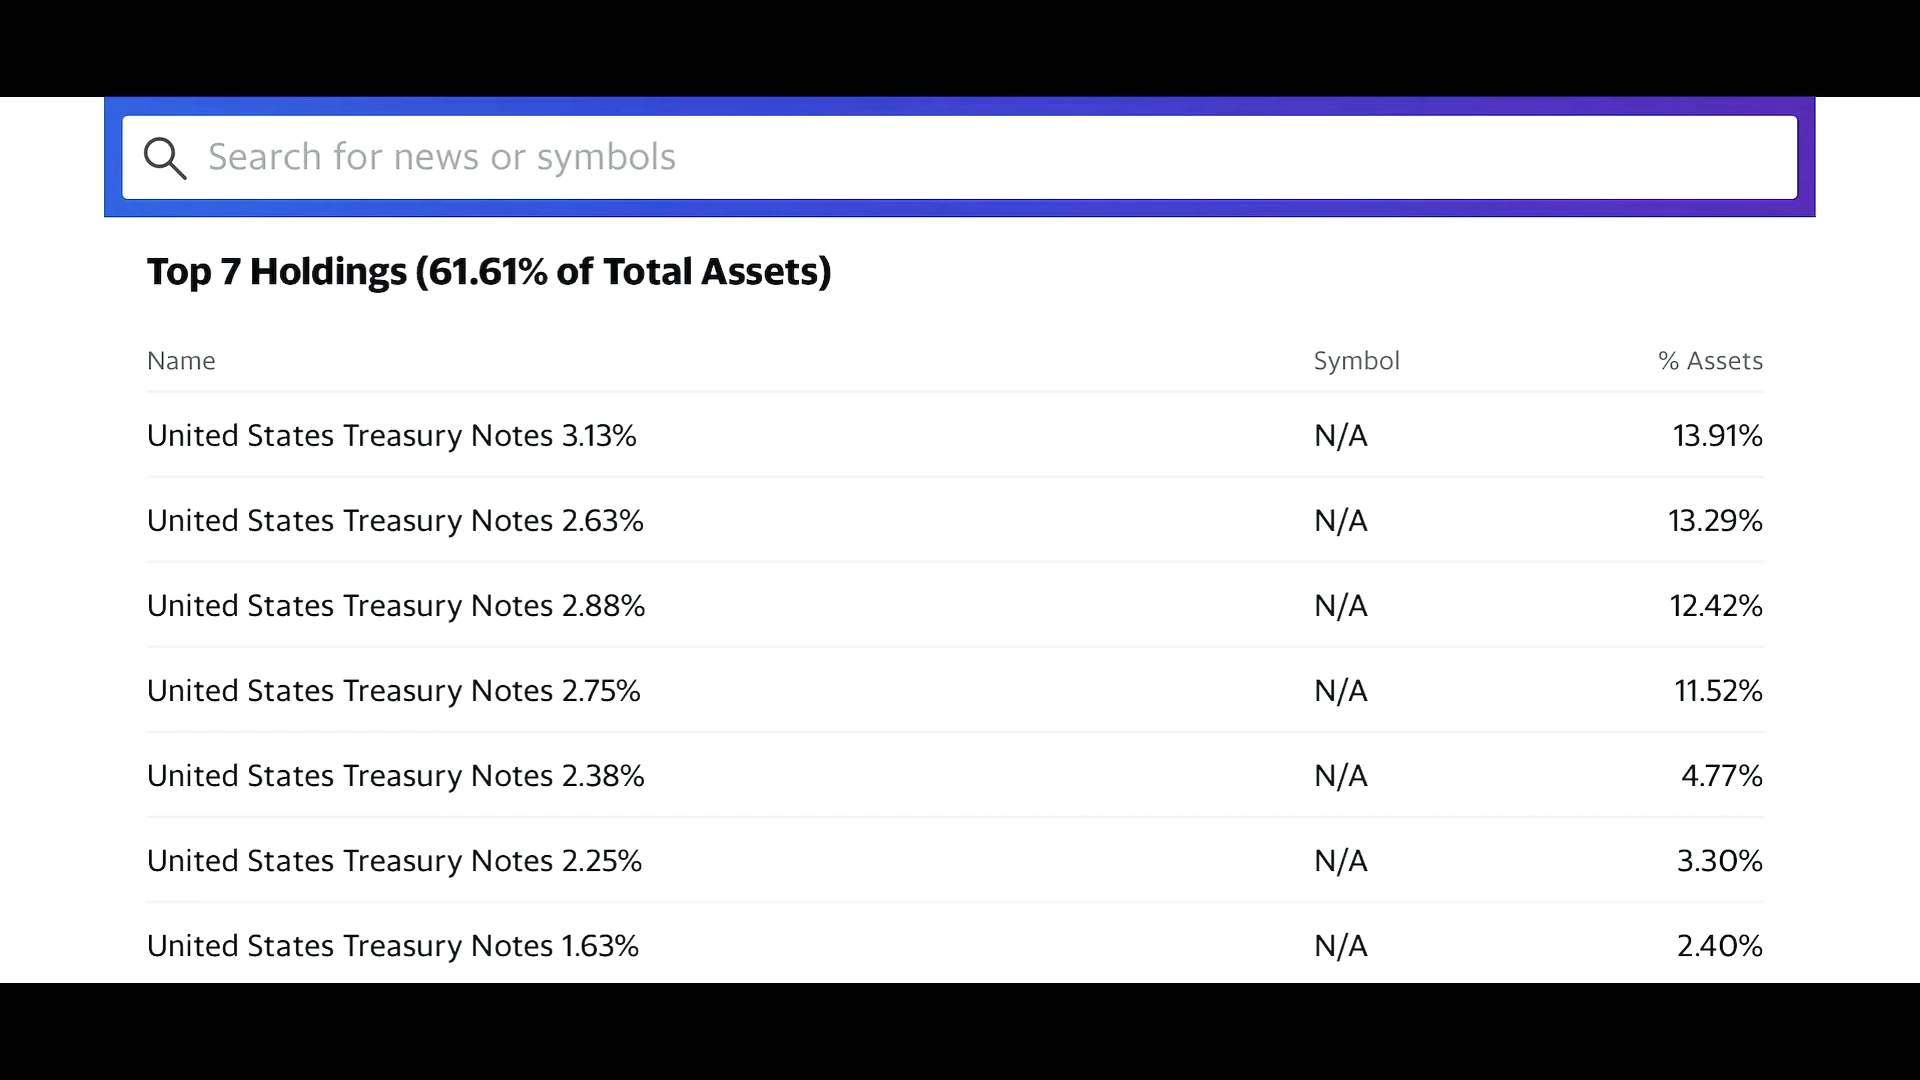 Search for news or symbols
Top 7 Holdings (61.61% of Total Assets)
Name Symbol % Assets
United States Treasury Notes 3.13% N/A 13.91%
United States Treasury Notes 2.63% N/A 13.29%
United States Treasury Notes 2.88% N/A 12.42%
United States Treasury Notes 2.75% N/A 11.52%
United States Treasury Notes 2.38% N/A 4.77%
United States Treasury Notes 2.25% N/A 3.30%
United States Treasury Notes 1.63% N/A 2.40%